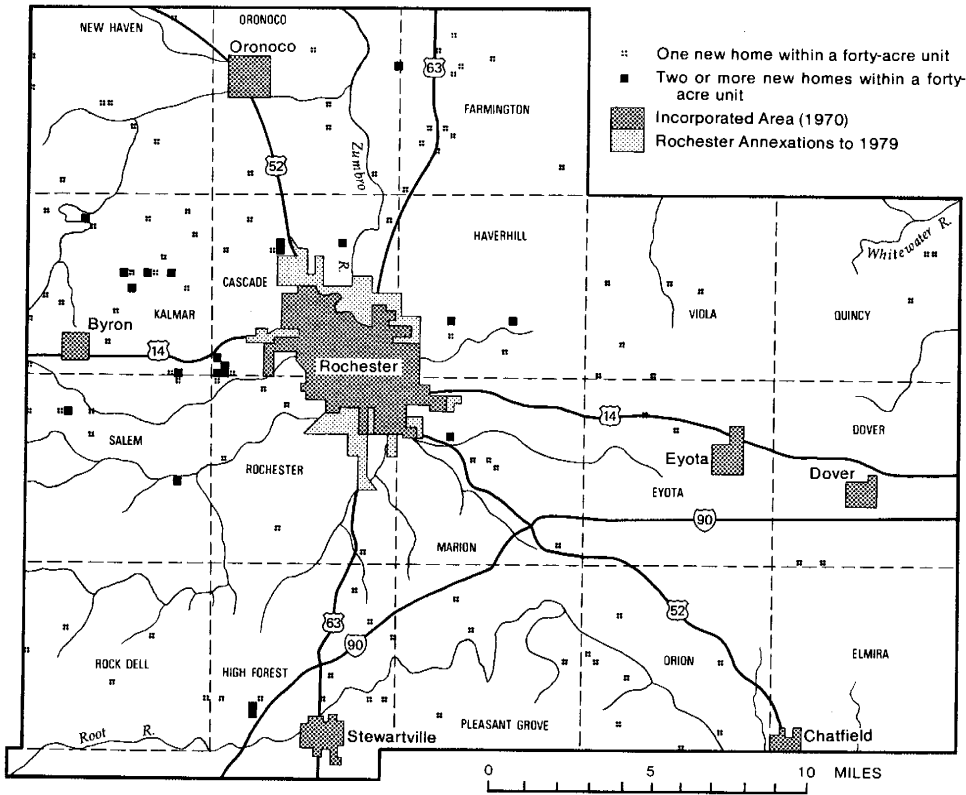 NEW HAVEN
ORONOCO
Oronoco
63
FARMINGTON
52
Zumbro
R.
One new home within a forty-acre unit
Two or more new homes within a forty-
acre unit
Incorporated Area (1970)
Rochester Annexations to 1979
HAVERHILL
Whitewater R.
CASCADE
KALMAR
VIOLA
QUINCY
Byron
14
Rochester
14
SALEM
DOVER
ROCHESTER
Eyota
Dover
EYOTA
90
MARION
52
63
90
ROCK DELL
HIGH FOREST
ORION
ELMIRA
Root R.
Stewartville
PLEASANT GROVE
Chatfield
0 5 10 MILES